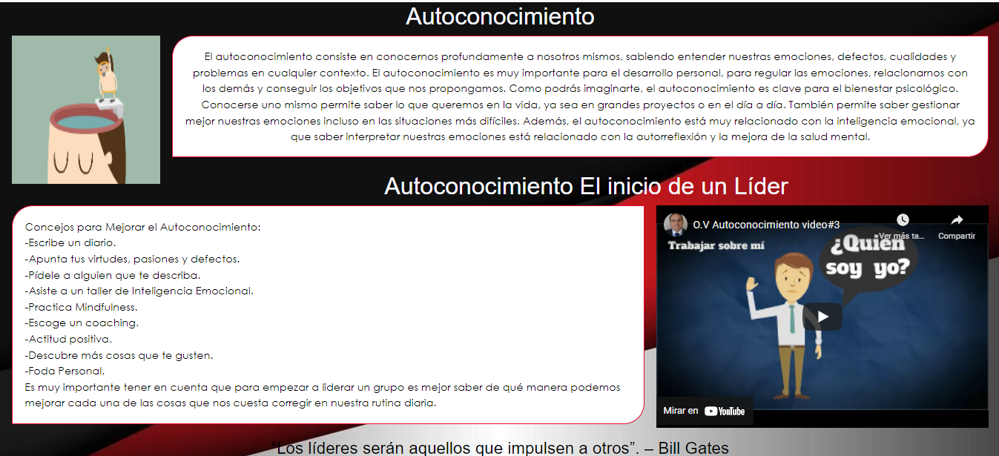 Autoconocimiento
El autoconocimiento consiste en conocernos profundamente a nosotros mismos, sabiendo entender nuestras emociones, defectos, cualidades y
problemas en cualquier contexto. El autoconocimiento es muy importante para el desarrollo personal, para regular las emociones, relacionarnos con
los demás y conseguir los objetivos que nos propongamos. Como podrás imaginarte, el autoconocimiento es clave para el bienestar psicológico.
Conocerse uno mismo permite saber lo que queremos en la vida, ya sea en grandes proyectos o en el día a día. También permite saber gestionar
mejor nuestras emociones incluso en las situaciones más difíciles. Además, el autoconocimiento está muy relacionado con la inteligencia emocional, ya
que saber interpretar nuestras emociones está relacionado con la autorreflexión y la mejora de la salud mental.
Autoconocimiento El inicio de un Líder
Concejos para Mejorar el Autoconocimiento:
-Escribe un diario.
-Apunta tus virtudes, pasiones y defectos.
-Pídele a alguien que te describa.
-Asiste a un taller de Inteligencia Emocional.
-Practica Mindfulness.
-Escoge un coaching.
-Actitud positiva.
-Descubre más cosas que te gusten.
-Foda Personal.
Es muy importante tener en cuenta que para empezar a liderar un grupo es mejor saber de qué manera podemos
mejorar cada una de las cosas que nos cuesta corregir en nuestra rutina diaria.
O.V Autoconocimiento video#3
Ver más ta...
Compartir
Trabajar sobre mí
¿Quién
soy yo?
Mirar en YouTube
“Los líderes serán aquellos que impulsen a otros”. – Bill Gates